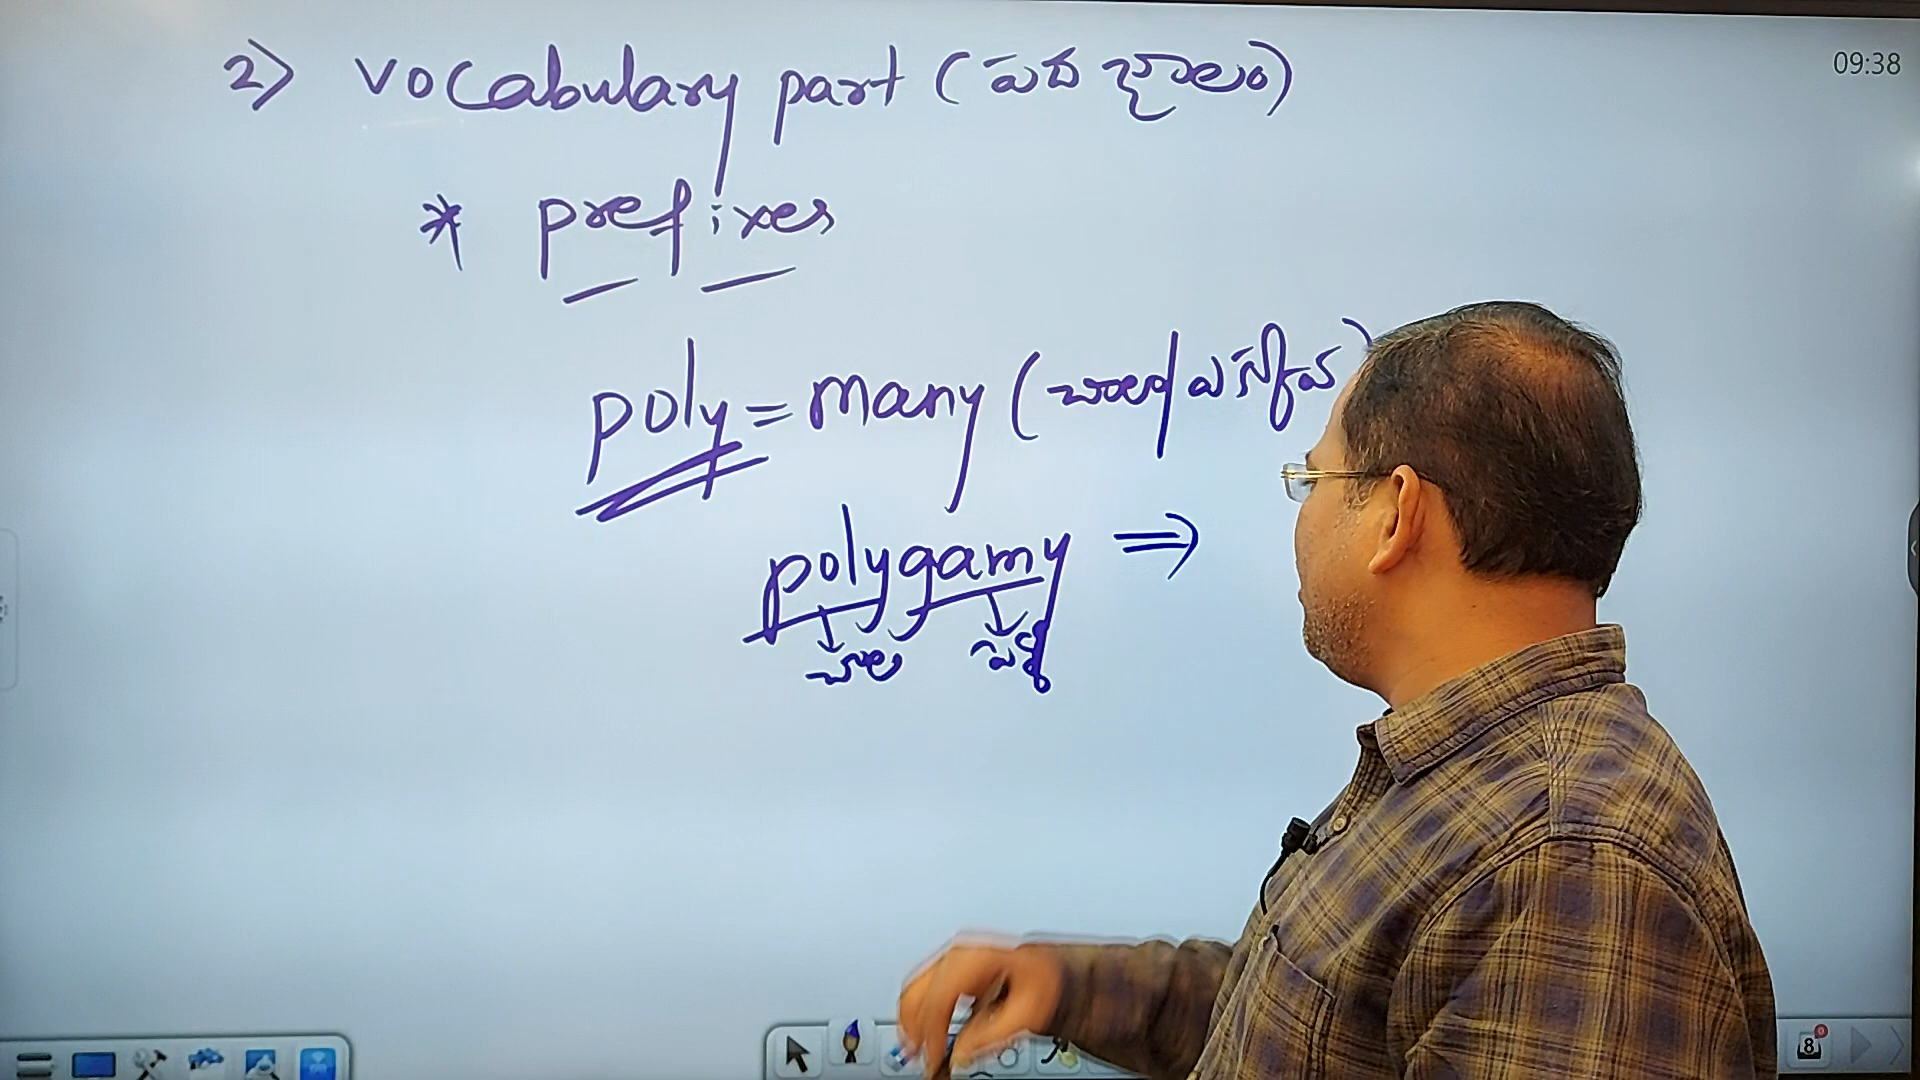 09:38
2) vocabulary part (పద జాలం)
* prefixes
poly = many (చాలా/
polygamy ⇒
చాలా పెళ్లి